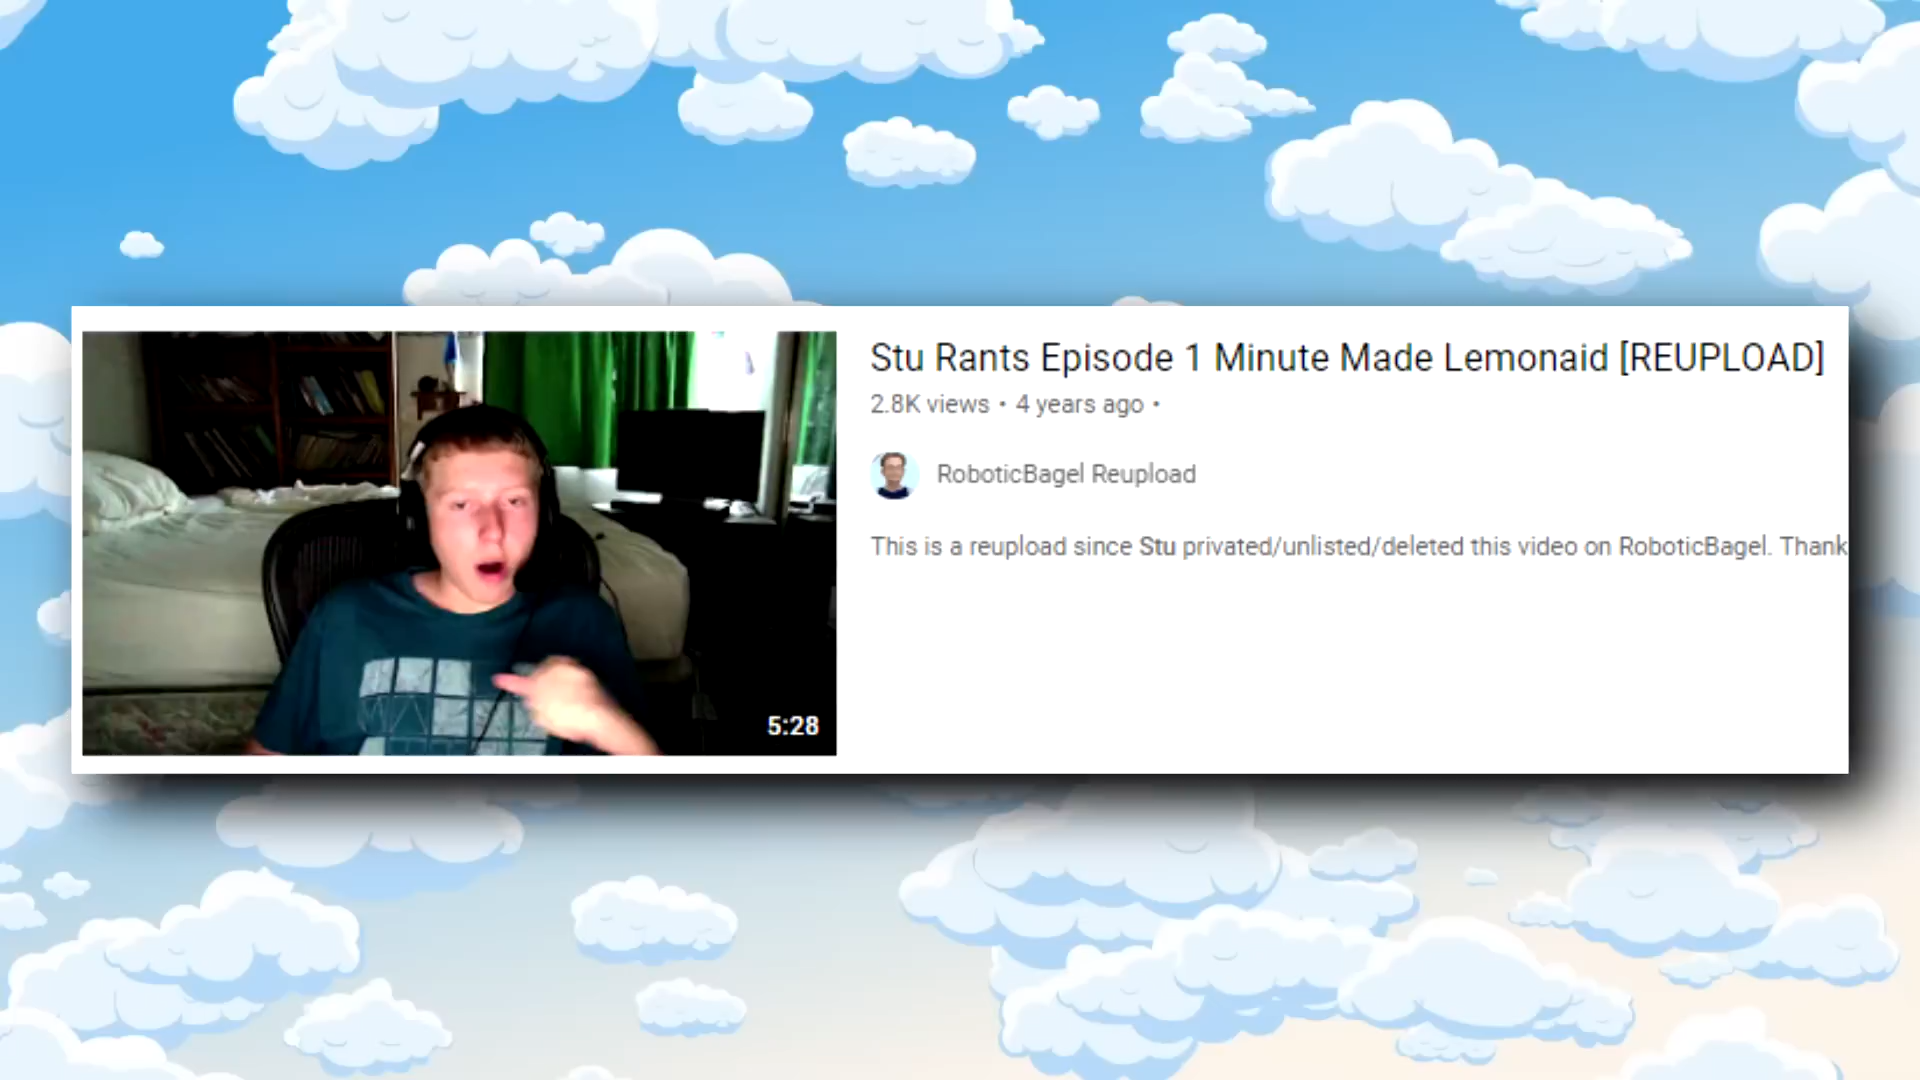 Stu Rants Episode 1 Minute Made Lemonaid [REUPLOAD]
2.8K views • 4 years ago •
RoboticBagel Reupload
This is a reupload since Stu privated/unlisted/deleted this video on RoboticBagel. Thank
5:28